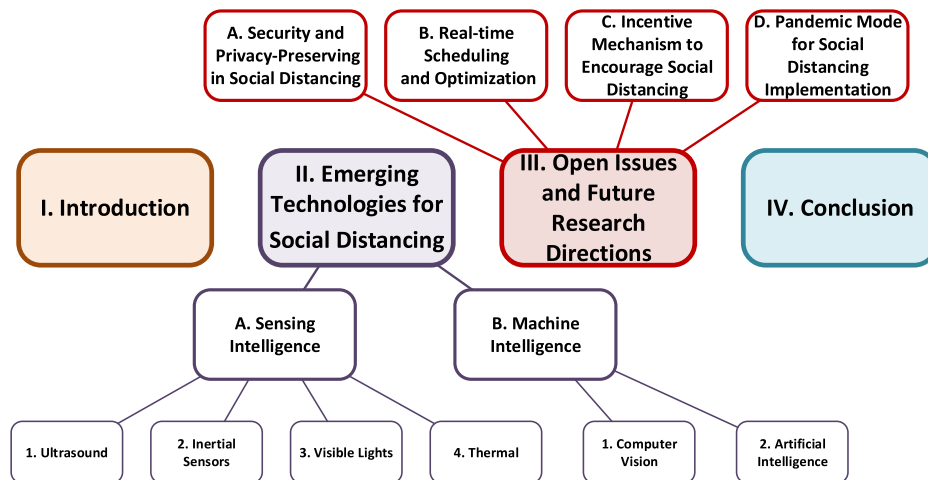 A. Security and
Privacy-Preserving
in Social Distancing
B. Real-time
Scheduling
and Optimization
C. Incentive
Mechanism to
Encourage Social
Distancing
D. Pandemic Mode
for Social
Distancing
Implementation
I. Introduction
II. Emerging
Technologies for
Social Distancing
III. Open Issues
and Future
Research
Directions
IV. Conclusion
A. Sensing
Intelligence
B. Machine
Intelligence
1. Ultrasound
2. Inertial
Sensors
3. Visible Lights
4. Thermal
1. Computer
Vision
2. Artificial
Intelligence